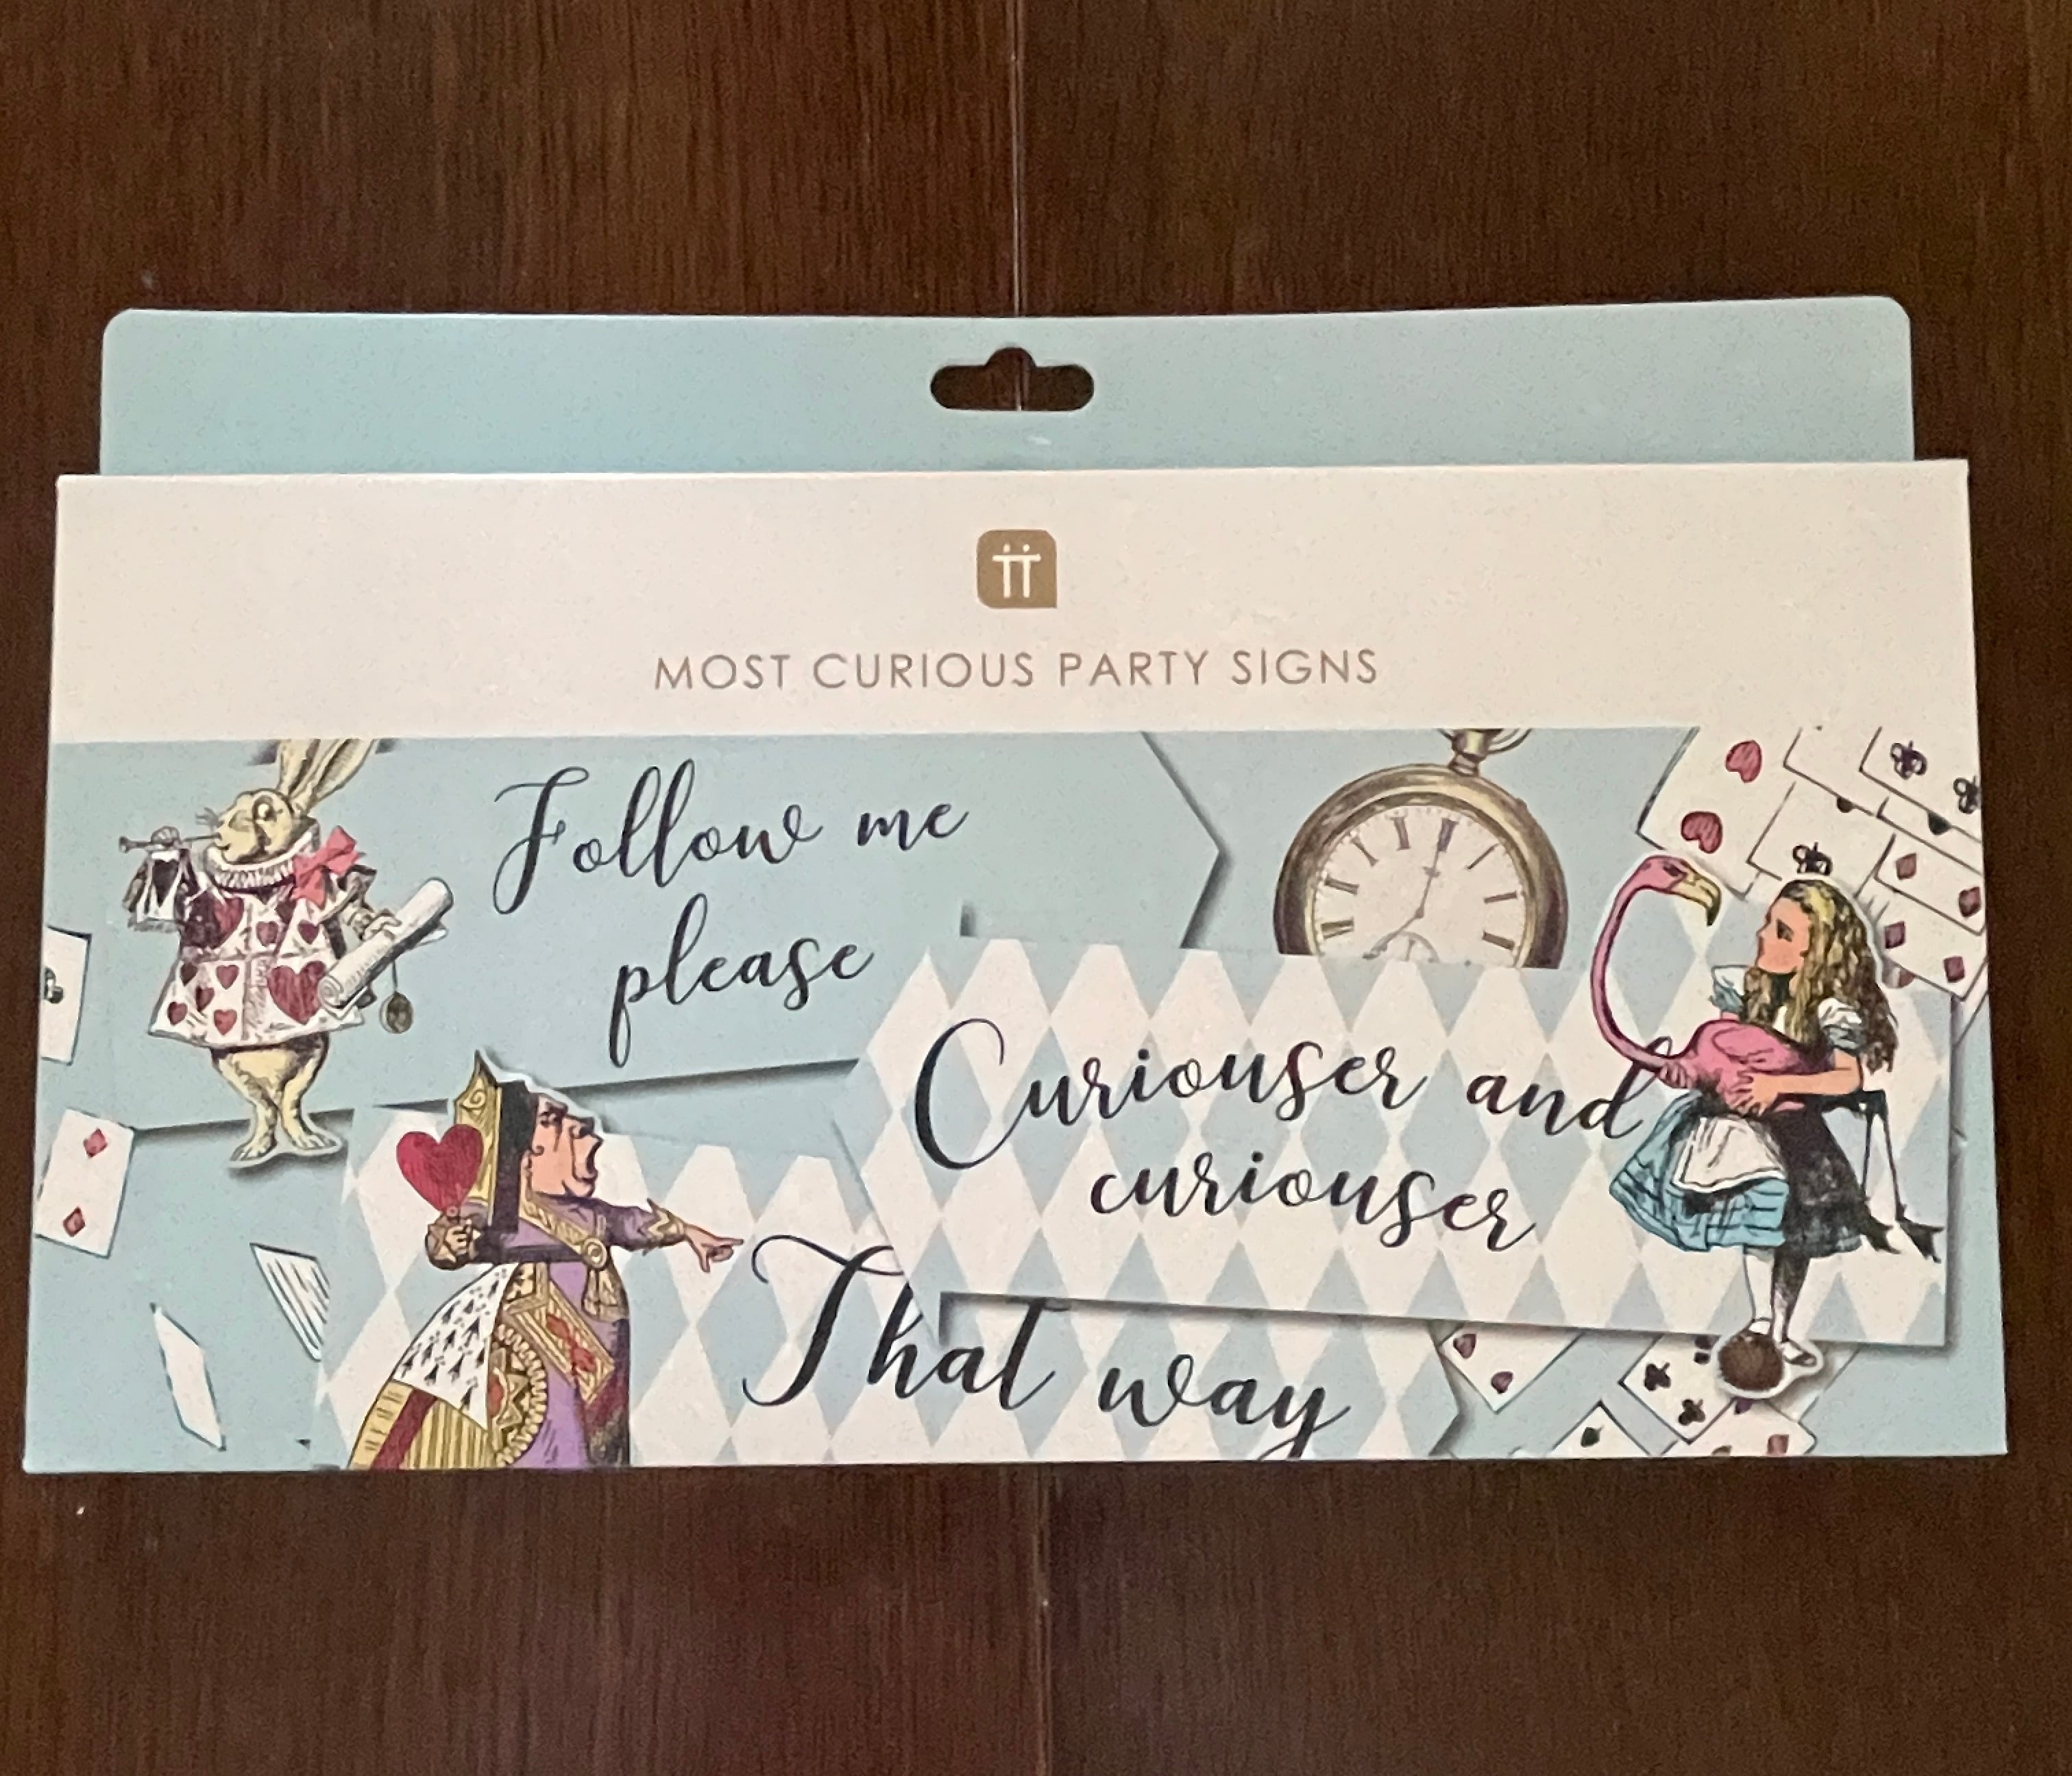 MOST CURIOUS PARTY SIGNS
Follow me
please
Curiouser and
curiouser
That way